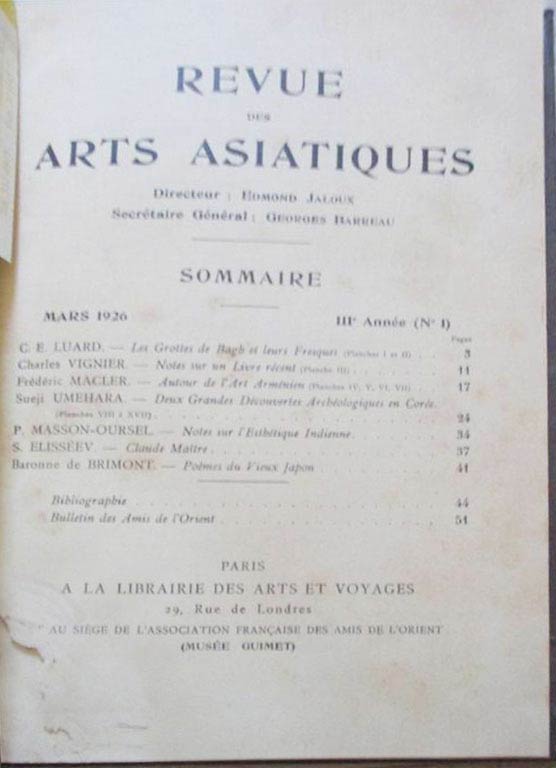 REVUE
DES
ARTS ASIATIQUES
Directeur : EDMOND JALOUX
Secrétaire Général : GEORGES BARREAU
SOMMAIRE
MARS 1926 IIIe Année (N° 1)
Pages
C. E. LUARD. — Les Grottes de Bagh et leurs Fresques (Planches I et II) . . 3
Charles VIGNIER. — Notes sur un Livre récent (Planche III) . . . . . 11
Frédéric MACLER. — Autour de l'Art Arménien (Planches IV, V, VI, VII) . . 17
Sueji UMEHARA. — Deux Grandes Découvertes Archéologiques en Corée.
(Planches VIII à XVII) . . . . . . . . . . . . 24
P. MASSON-OURSEL. — Notes sur l'Esthétique Indienne . . . . . 34
S. ELISSÉEV. — Claude Maître . . . . . . . . . . 37
Baronne de BRIMONT. — Poèmes du Vieux Japon . . . . . . 41
Bibliographie . . . . . . . . . . . . . 44
Bulletin des Amis de l'Orient . . . . . . . . . 51
PARIS
A LA LIBRAIRIE DES ARTS ET VOYAGES
29, Rue de Londres
AU SIÈGE DE L'ASSOCIATION FRANÇAISE DES AMIS DE L'ORIENT
(MUSÉE GUIMET)